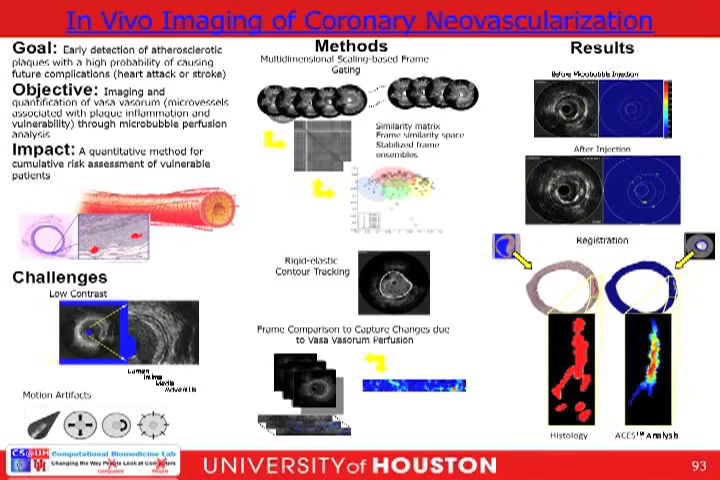 In Vivo Imaging of Coronary Neovascularization
Goal: Early detection of atherosclerotic
plaques with a high probability of causing
future complications (heart attack or stroke)
Objective: Imaging and
quantification of vasa vasorum (microvessels
associated with plaque inflammation and
vulnerability) through microbubble perfusion
analysis
Impact: A quantitative method for
cumulative risk assessment of vulnerable
patients
Challenges
Low Contrast
Lumen
Intima
Media
Adventitia
Motion Artifacts
Methods
Multidimensional Scaling-based Frame
Gating
Similarity matrix
Frame similarity space
Stabilized frame
ensembles
Rigid-elastic
Contour Tracking
Frame Comparison to Capture Changes due
to Vasa Vasorum Perfusion
Results
Before Microbubble Injection
After Injection
Registration
Histology
ACES™ Analysis
CS@UH
Computational Biomedicine Lab
Changing the Way People Look at Computers
Computers
People
UNIVERSITY of HOUSTON
93